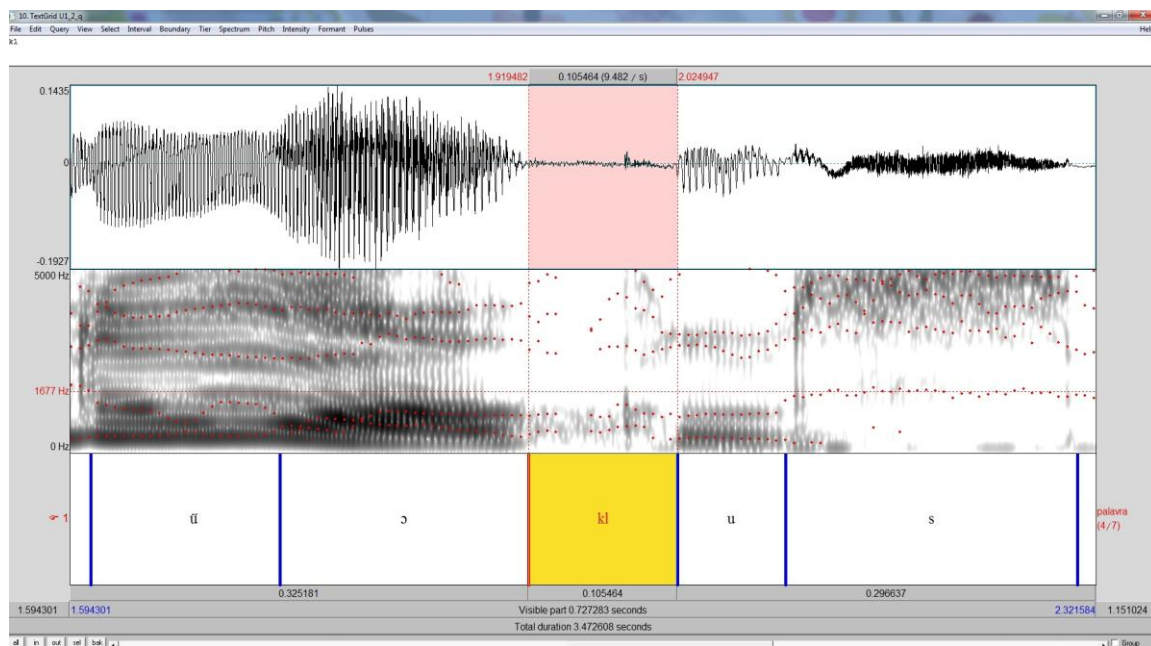 10. TextGrid U1_2_q
File Edit Query View Select Interval Boundary Tier Spectrum Pitch Intensity Formant Pulses Hel
kl
1.919482 0.105464 (9.482 / s) 2.024947
0.1435
0
-0.1927
5000 Hz
1677 Hz
0 Hz
1 ũ ɔ kl u s palavra
(4/7)
0.325181 0.105464 0.296637
1.594301 1.594301 Visible part 0.727283 seconds 2.321584 1.151024
Total duration 3.472608 seconds
all in out sel bak Group